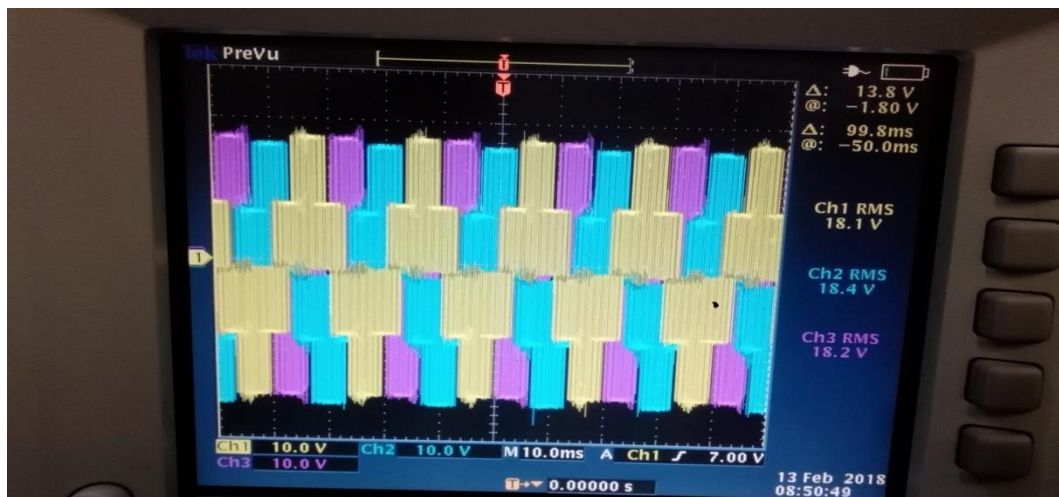 Tek PreVu
T
T
Δ: 13.8 V
@: −1.80 V
Δ: 99.8ms
@: −50.0ms
Ch1 RMS
18.1 V
1
Ch2 RMS
18.4 V
Ch3 RMS
18.2 V
Ch1 10.0 V Ch2 10.0 V M 10.0ms A Ch1 ʃ 7.00 V
Ch3 10.0 V
T→▼ 0.00000 s
13 Feb 2018
08:50:49